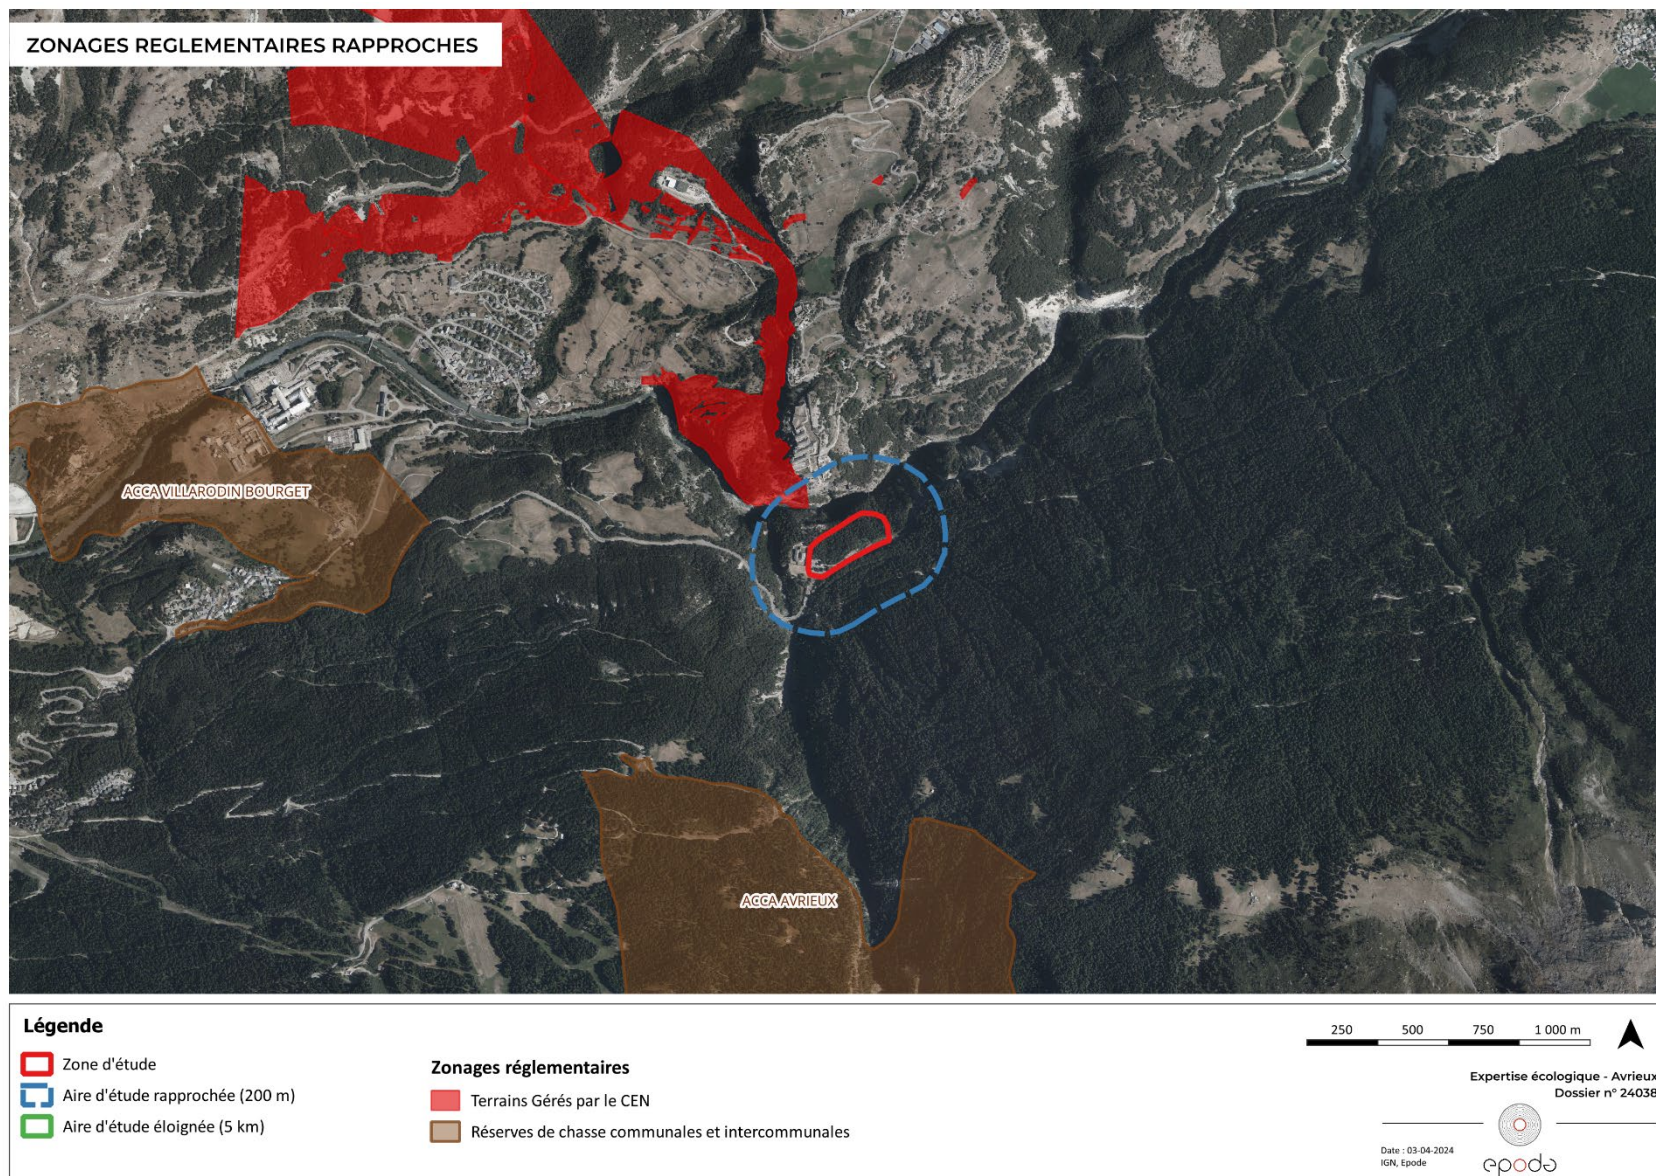 ZONAGES REGLEMENTAIRES RAPPROCHES
ACCA VILLARODIN BOURGET
ACCA AVRIEUX
Légende
Zone d'étude
Aire d'étude rapprochée (200 m)
Aire d'étude éloignée (5 km)
Zonages réglementaires
Terrains Gérés par le CEN
Réserves de chasse communales et intercommunales
250 500 750 1 000 m
Expertise écologique - Avrieux
Dossier n° 24038
Date : 03-04-2024
IGN, Epode
epode